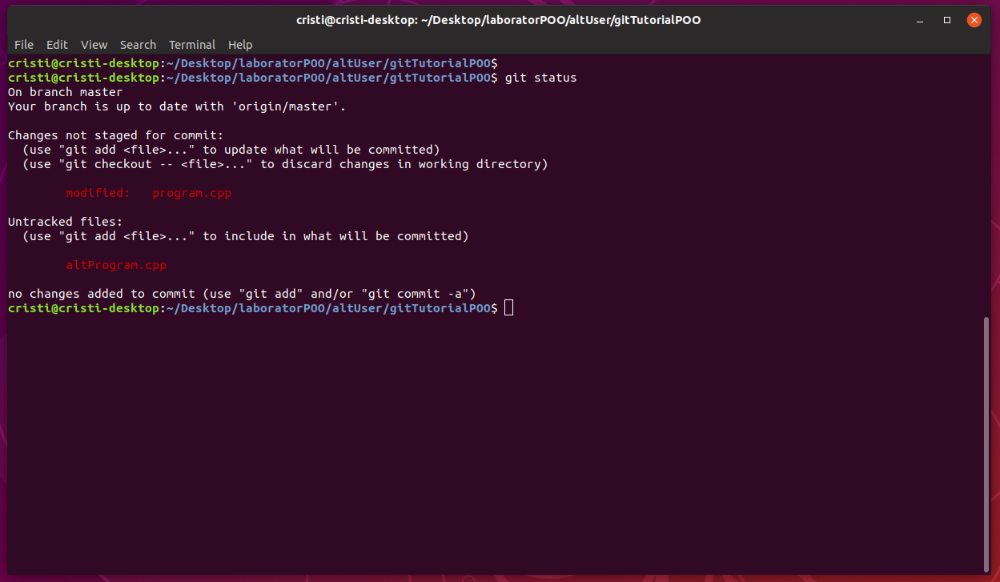 cristi@cristi-desktop: ~/Desktop/laboratorPOO/altUser/gitTutorialPOO
File Edit View Search Terminal Help
cristi@cristi-desktop:~/Desktop/laboratorPOO/altUser/gitTutorialPOO$
cristi@cristi-desktop:~/Desktop/laboratorPOO/altUser/gitTutorialPOO$ git status
On branch master
Your branch is up to date with 'origin/master'.
Changes not staged for commit:
  (use "git add <file>..." to update what will be committed)
  (use "git checkout -- <file>..." to discard changes in working directory)
        modified:   program.cpp
Untracked files:
  (use "git add <file>..." to include in what will be committed)
        altProgram.cpp
no changes added to commit (use "git add" and/or "git commit -a")
cristi@cristi-desktop:~/Desktop/laboratorPOO/altUser/gitTutorialPOO$